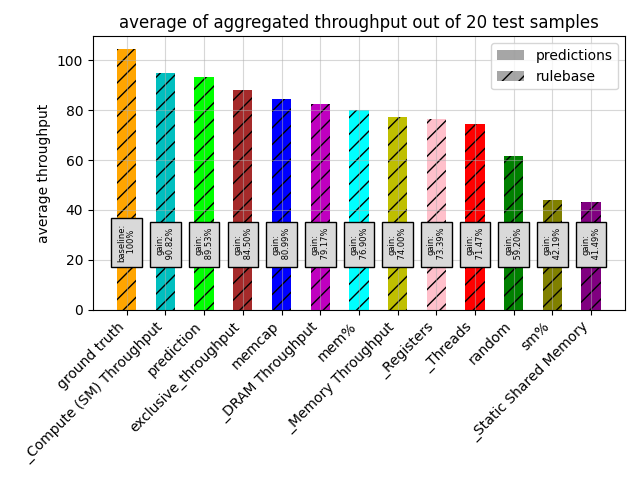 average of aggregated throughput out of 20 test samples
predictions
rulebase
average throughput
100
80
60
40
20
0
baseline:
100%
gain:
90.82%
gain:
89.53%
gain:
84.50%
gain:
80.99%
gain:
79.17%
gain:
76.90%
gain:
74.00%
gain:
73.39%
gain:
71.47%
gain:
59.20%
gain:
42.19%
gain:
41.49%
ground truth
_Compute (SM) Throughput
prediction
exclusive_throughput
memcap
_DRAM Throughput
mem%
_Memory Throughput
_Registers
_Threads
random
sm%
_Static Shared Memory